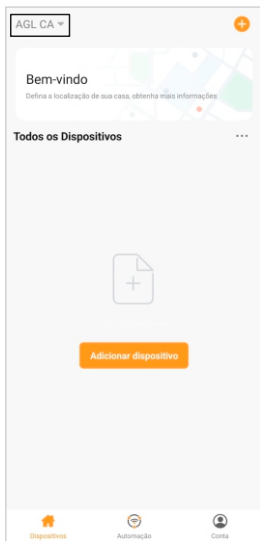 AGL CA
Bem-vindo
Defina a localização de sua casa, obtenha mais informações
Todos os Dispositivos
Adicionar dispositivo
Dispositivos Automação Conta